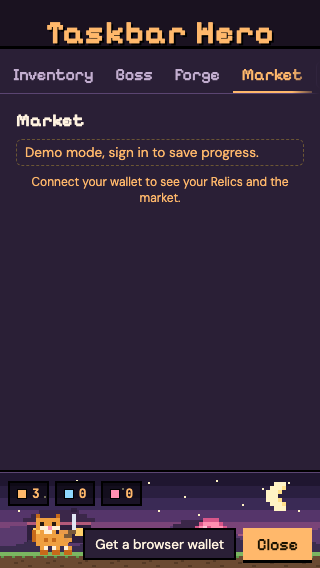 Taskbar Hero
Inventory Boss Forge Market
Market
Demo mode, sign in to save progress.
Connect your wallet to see your Relics and the
market.
3 0 0
Get a browser wallet Close